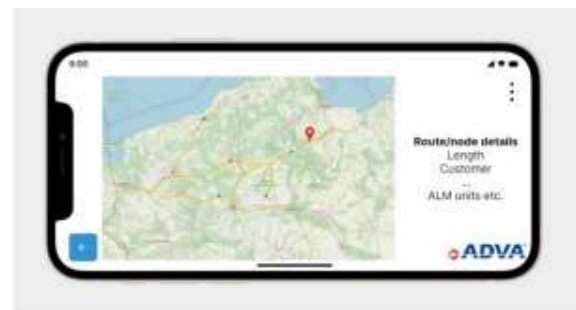 9:00
Route/node details
Length
Customer
...
ALM units etc.
ADVA